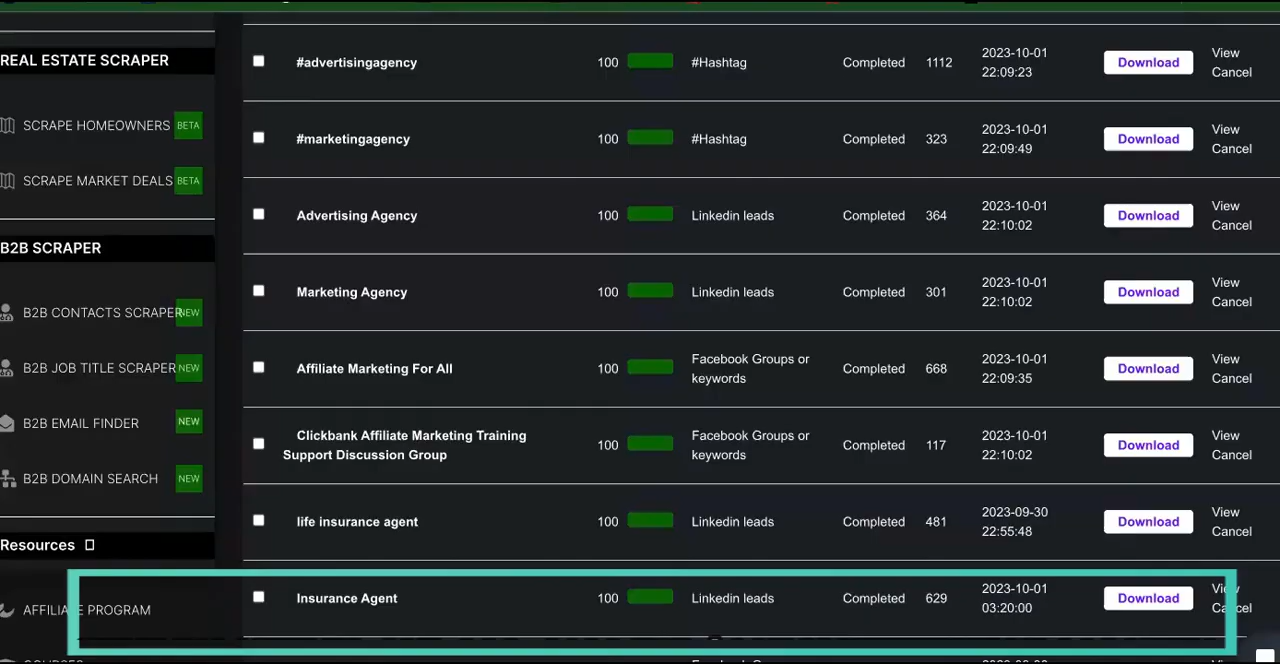 REAL ESTATE SCRAPER
SCRAPE HOMEOWNERS BETA
SCRAPE MARKET DEALS BETA
B2B SCRAPER
B2B CONTACTS SCRAPER NEW
B2B JOB TITLE SCRAPER NEW
B2B EMAIL FINDER NEW
B2B DOMAIN SEARCH NEW
Resources
AFFILIATE PROGRAM
COURSES
#advertisingagency 100 #Hashtag Completed 1112 2023-10-01 22:09:23 Download View Cancel
#marketingagency 100 #Hashtag Completed 323 2023-10-01 22:09:49 Download View Cancel
Advertising Agency 100 Linkedin leads Completed 364 2023-10-01 22:10:02 Download View Cancel
Marketing Agency 100 Linkedin leads Completed 301 2023-10-01 22:10:02 Download View Cancel
Affiliate Marketing For All 100 Facebook Groups or keywords Completed 668 2023-10-01 22:09:35 Download View Cancel
Clickbank Affiliate Marketing Training Support Discussion Group 100 Facebook Groups or keywords Completed 117 2023-10-01 22:10:02 Download View Cancel
life insurance agent 100 Linkedin leads Completed 481 2023-09-30 22:55:48 Download View Cancel
Insurance Agent 100 Linkedin leads Completed 629 2023-10-01 03:20:00 Download View Cancel